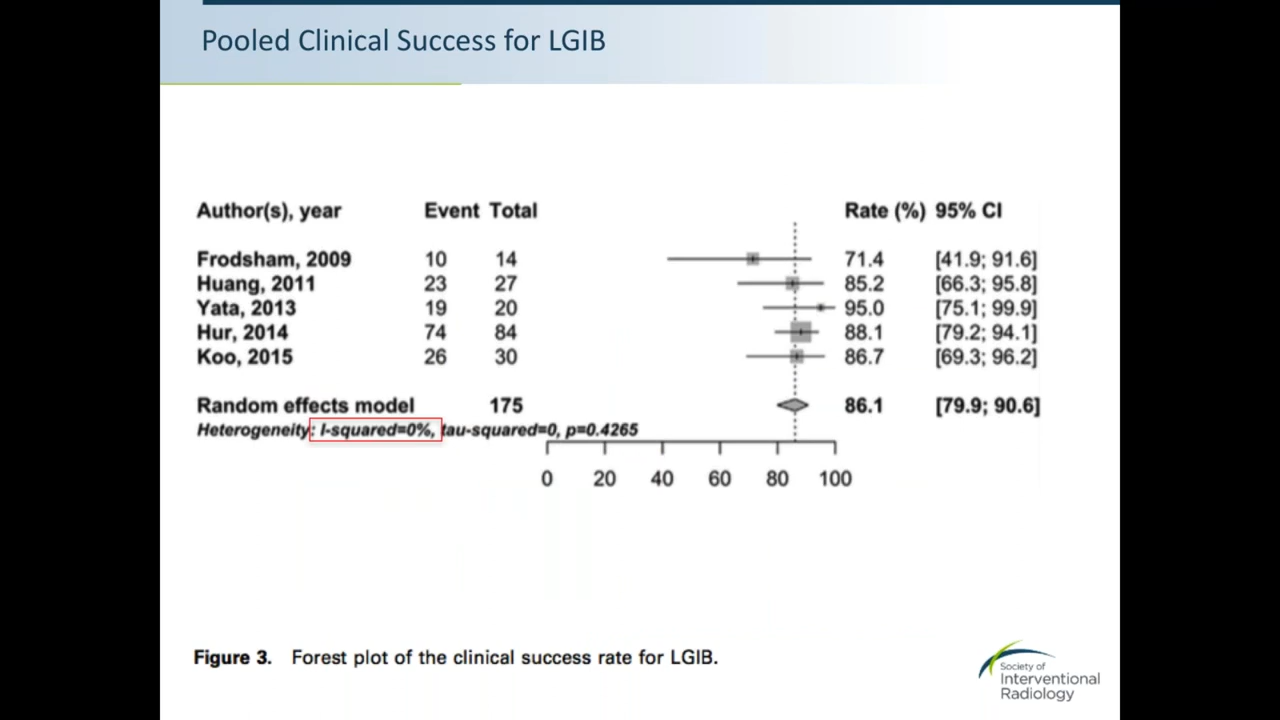 Pooled Clinical Success for LGIB
Author(s), year Event Total Rate (%) 95% CI
Frodsham, 2009 10 14 71.4 [41.9; 91.6]
Huang, 2011 23 27 85.2 [66.3; 95.8]
Yata, 2013 19 20 95.0 [75.1; 99.9]
Hur, 2014 74 84 88.1 [79.2; 94.1]
Koo, 2015 26 30 86.7 [69.3; 96.2]
Random effects model 175 86.1 [79.9; 90.6]
Heterogeneity: I-squared=0%, tau-squared=0, p=0.4265
0 20 40 60 80 100
Figure 3. Forest plot of the clinical success rate for LGIB.
Society of
Interventional
Radiology